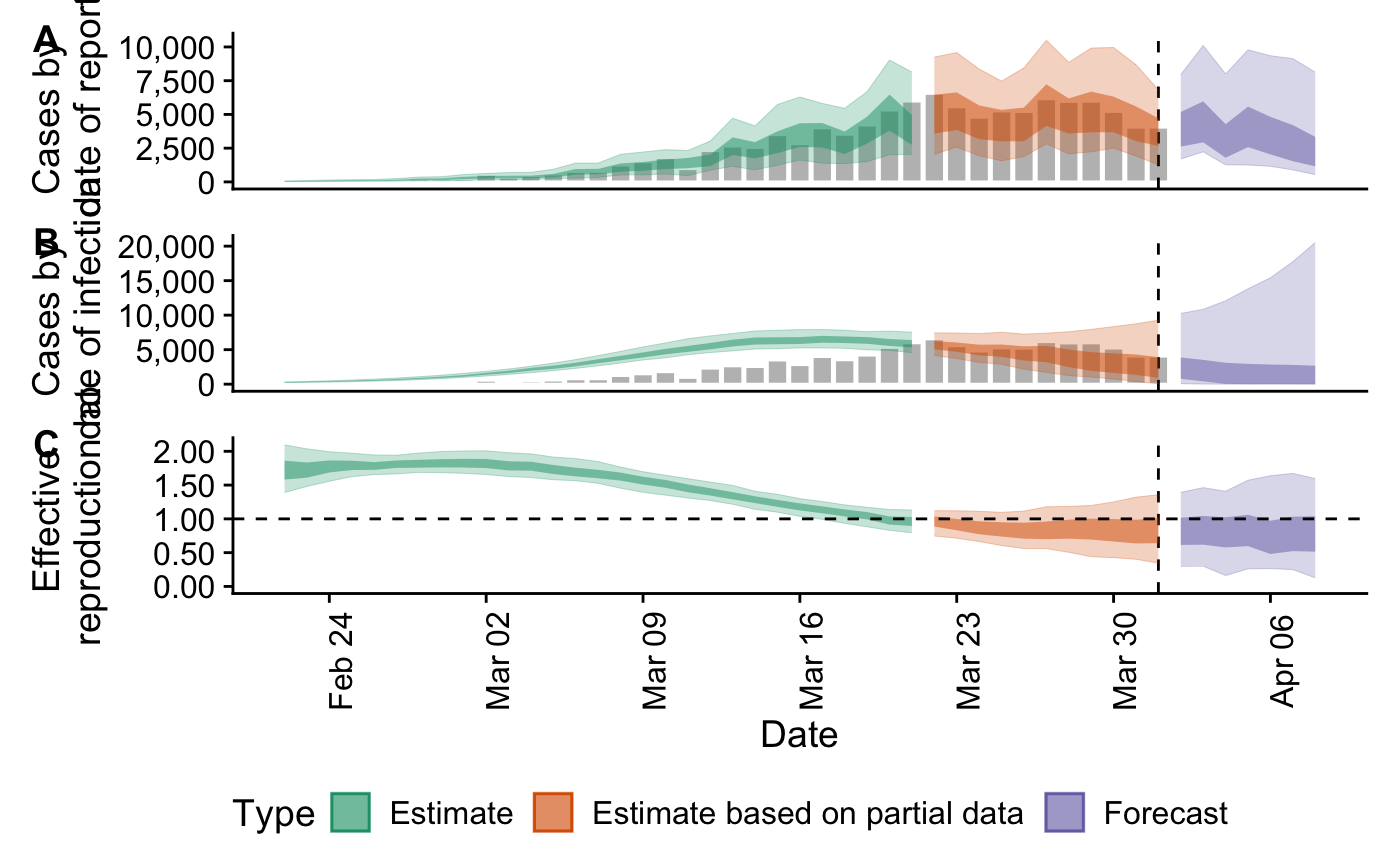 A
Cases by
date of report
10,000
7,500
5,000
2,500
0
B
Cases by
date of infection
20,000
15,000
10,000
5,000
0
C
Effective
reproduction no.
2.00
1.50
1.00
0.50
0.00
Feb 24
Mar 02
Mar 09
Mar 16
Mar 23
Mar 30
Apr 06
Date
Type
Estimate
Estimate based on partial data
Forecast